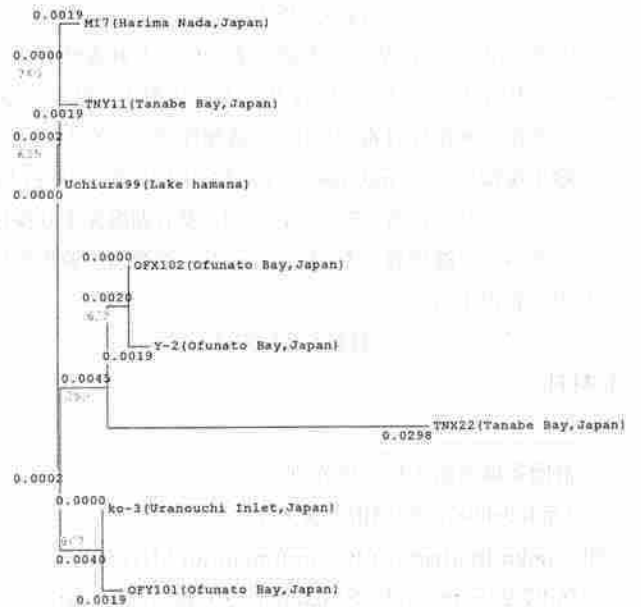 0.0019
MI7(Harima Nada,Japan)
0.0000
TNY11(Tanabe Bay,Japan)
0.0019
0.0002
Uchiura99(Lake hamana)
0.0000
0.0000
OFX102(Ofunato Bay,Japan)
0.0020
Y-2(Ofunato Bay,Japan)
0.0019
0.0045
TNX22(Tanabe Bay,Japan)
0.0298
0.0002
0.0000
ko-3(Uranouchi Inlet,Japan)
0.0040
OFY101(Ofunato Bay,Japan)
0.0019